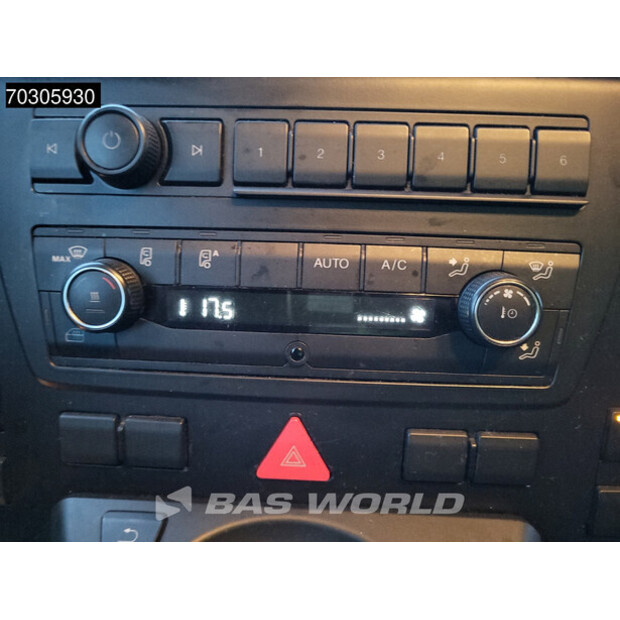 70305930
1 2 3 4 5 6
MAX A AUTO A/C
17.5
BAS WORLD